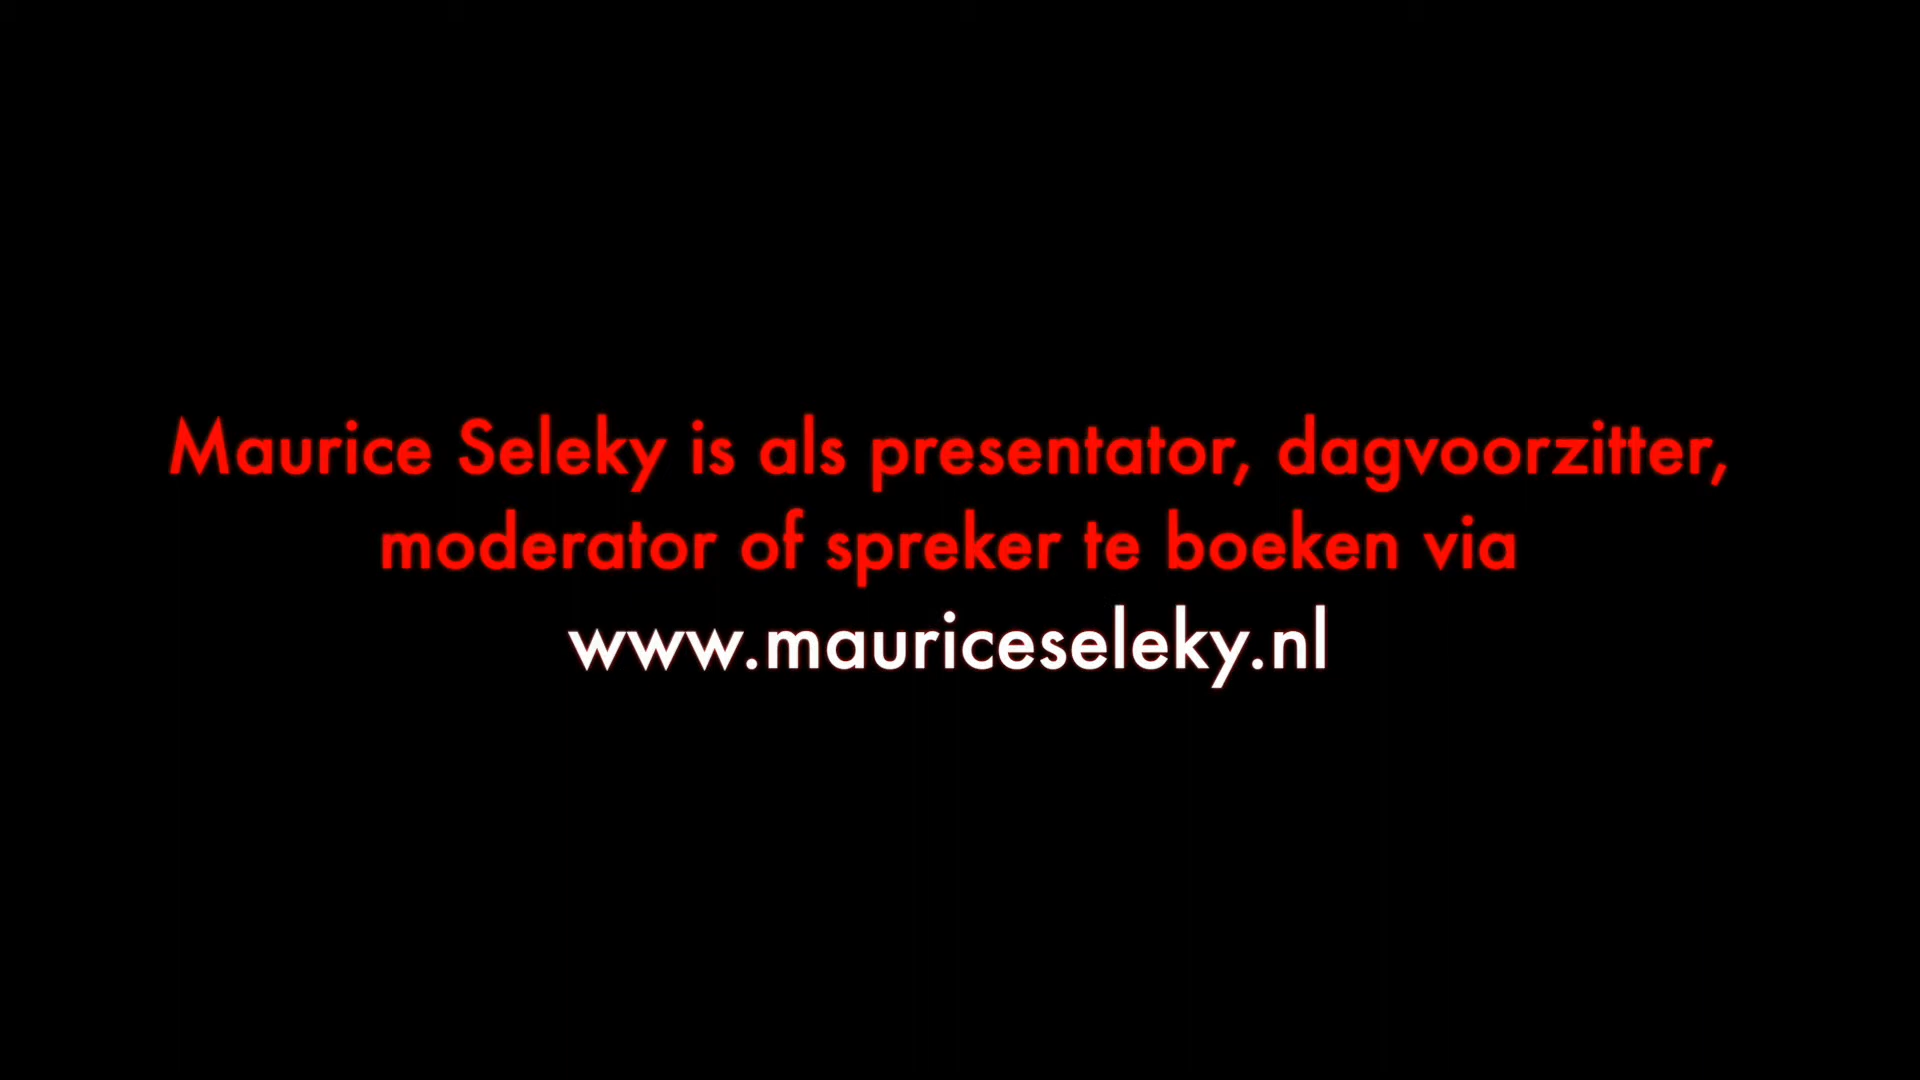 Maurice Seleky is als presentator, dagvoorzitter,
moderator of spreker te boeken via
www.mauriceseleky.nl